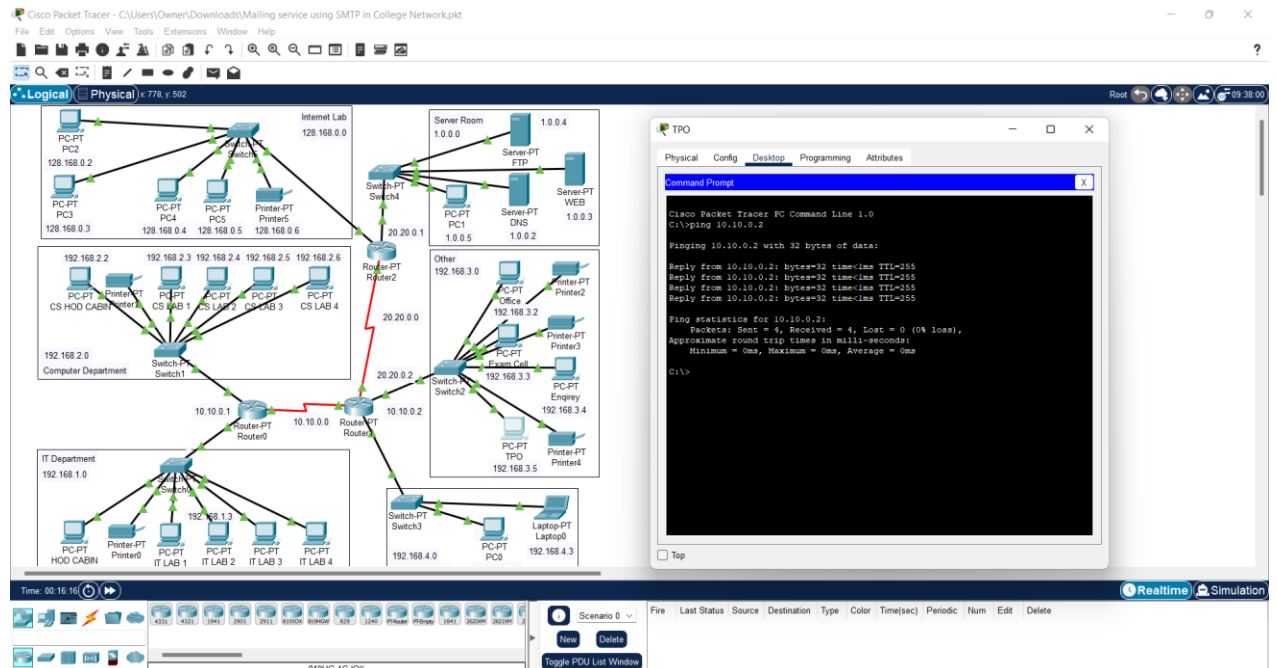 Cisco Packet Tracer - C:\Users\Owner\Downloads\Mailing service using SMTP in College Network.pkt
File Edit Options View Tools Extensions Window Help
?
Logical Physical x: 778, y: 502
Root 09:38:00
Internet Lab
128.168.0.0
PC-PT
PC2
128.168.0.2
Switch-PT
Switch5
PC-PT
PC3
128.168.0.3
PC-PT
PC4
128.168.0.4
PC-PT
PC5
128.168.0.5
Printer-PT
Printer5
128.168.0.6
Server Room
1.0.0.0
1.0.0.4
Server-PT
FTP
Switch-PT
Switch4
Server-PT
WEB
1.0.0.3
PC-PT
PC1
1.0.0.5
Server-PT
DNS
1.0.0.2
20.20.0.1
Router-PT
Router2
192.168.2.2
192.168.2.3
192.168.2.4
192.168.2.5
192.168.2.6
PC-PT
CS HOD CABIN
Printer-PT
Printer1
PC-PT
CS LAB 1
PC-PT
CS LAB 2
PC-PT
CS LAB 3
PC-PT
CS LAB 4
192.168.2.0
Computer Department
Switch-PT
Switch1
20.20.0.0
Other
192.168.3.0
PC-PT
Office
192.168.3.2
Printer-PT
Printer2
Printer-PT
Printer3
PC-PT
Exam Cell
192.168.3.3
Switch-PT
Switch2
PC-PT
Enqirey
192.168.3.4
PC-PT
TPO
192.168.3.5
Printer-PT
Printer4
20.20.0.2
10.10.0.1
Router-PT
Router0
10.10.0.0
Router-PT
Router1
10.10.0.2
IT Department
192.168.1.0
Switch-PT
Switch0
192.168.1.3
PC-PT
HOD CABIN
Printer-PT
Printer0
PC-PT
IT LAB 1
PC-PT
IT LAB 2
PC-PT
IT LAB 3
PC-PT
IT LAB 4
Switch-PT
Switch3
192.168.4.0
PC-PT
PC0
Laptop-PT
Laptop0
192.168.4.3
TPO
Physical Config Desktop Programming Attributes
Command Prompt X
Cisco Packet Tracer PC Command Line 1.0
C:\>ping 10.10.0.2
Pinging 10.10.0.2 with 32 bytes of data:
Reply from 10.10.0.2: bytes=32 time<1ms TTL=255
Reply from 10.10.0.2: bytes=32 time<1ms TTL=255
Reply from 10.10.0.2: bytes=32 time<1ms TTL=255
Reply from 10.10.0.2: bytes=32 time<1ms TTL=255
Ping statistics for 10.10.0.2:
Packets: Sent = 4, Received = 4, Lost = 0 (0% loss),
Approximate round trip times in milli-seconds:
Minimum = 0ms, Maximum = 0ms, Average = 0ms
C:\>
Top
Time: 00:16:16
Realtime Simulation
4331 4321 1941 2901 2911 819IOX 819HGW 829 1240 PT-Router PT-Empty 1841 2620XM 2621XM
Scenario 0
New Delete
Toggle PDU List Window
Fire Last Status Source Destination Type Color Time(sec) Periodic Num Edit Delete